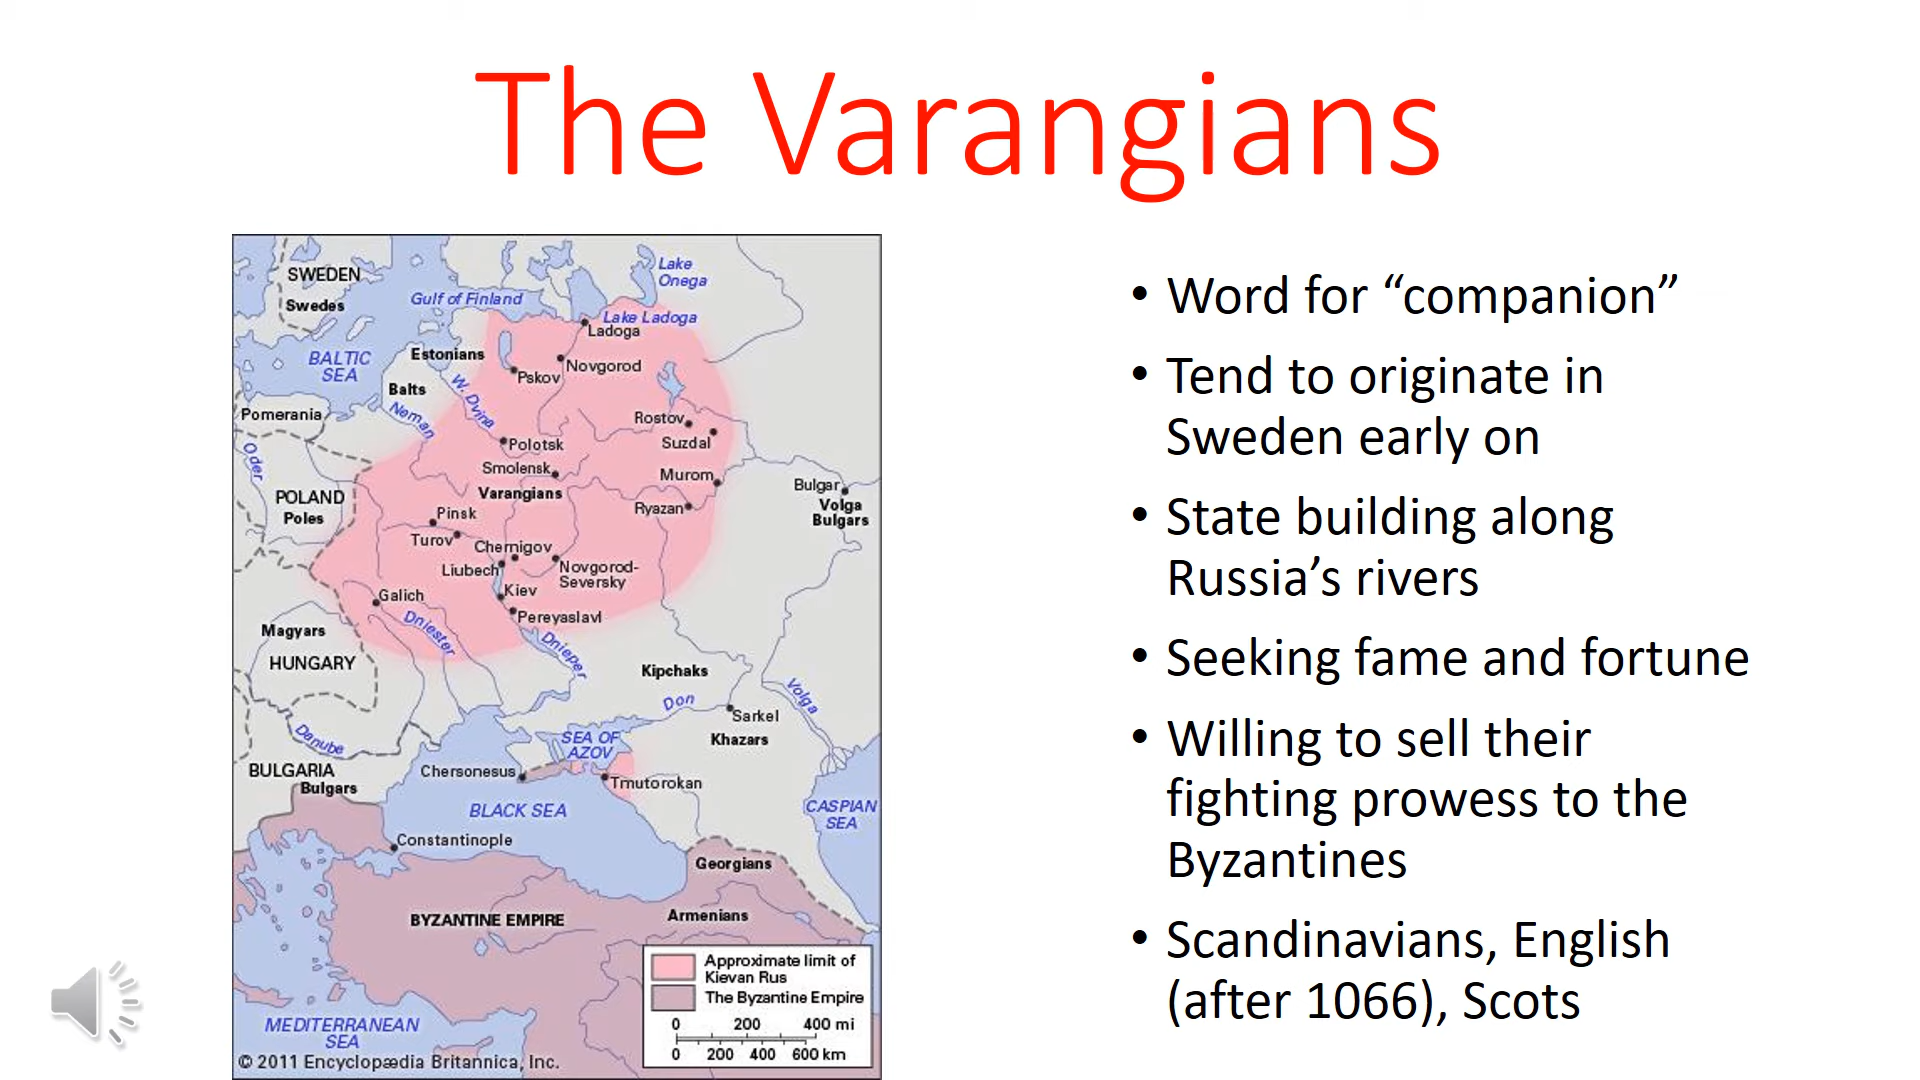 The Varangians
SWEDEN
Swedes
Gulf of Finland
Lake
Onega
Lake Ladoga
Ladoga
BALTIC
SEA
Estonians
Novgorod
Pskov
Balts
W. Dvina
Neman
Pomerania
Rostov
Suzdal
Oder
Polotsk
Smolensk
Murom
Bulgar
Varangians
Volga
Bulgars
POLAND
Poles
Pinsk
Ryazan
Turov
Chernigov
Liubech
Novgorod-
Seversky
Kiev
Galich
Pereyaslavl
Dniester
Dnieper
Magyars
HUNGARY
Kipchaks
Don
Volga
Sarkel
Danube
SEA OF
AZOV
Khazars
BULGARIA
Bulgars
Chersonesus
Tmutorokan
BLACK SEA
CASPIAN
SEA
Constantinople
Georgians
BYZANTINE EMPIRE
Armenians
Approximate limit of
Kievan Rus
The Byzantine Empire
0 200 400 mi
0 200 400 600 km
MEDITERRANEAN
SEA
© 2011 Encyclopædia Britannica, Inc.
• Word for “companion”
• Tend to originate in
Sweden early on
• State building along
Russia’s rivers
• Seeking fame and fortune
• Willing to sell their
fighting prowess to the
Byzantines
• Scandinavians, English
(after 1066), Scots